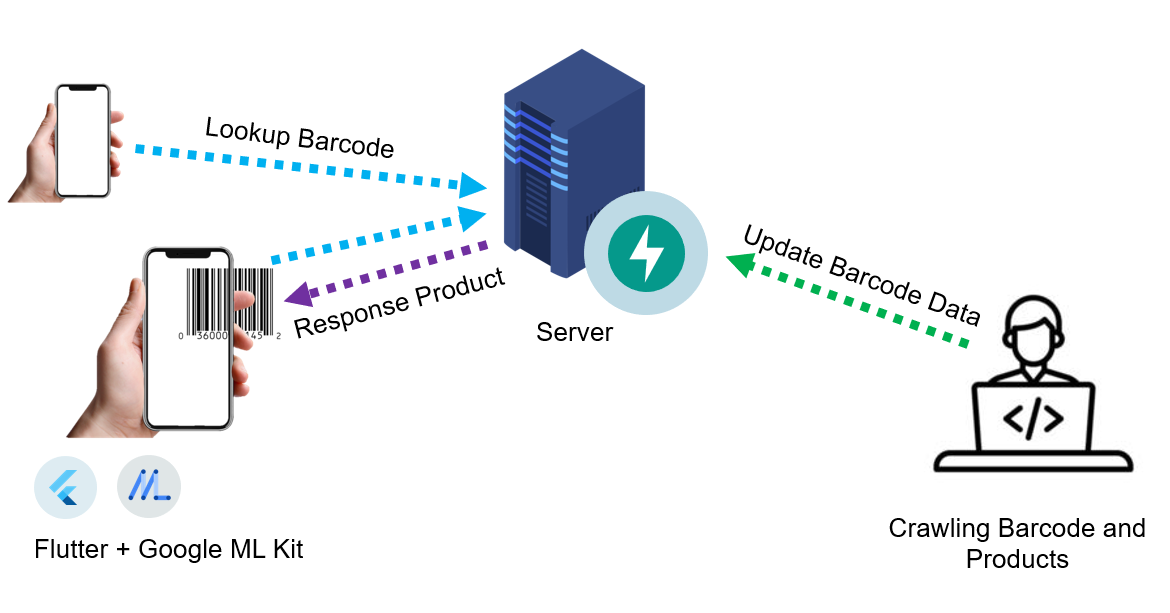 Lookup Barcode
Response Product
0 36000 145 2
Server
Update Barcode Data
</>
Flutter + Google ML Kit
Crawling Barcode and
Products